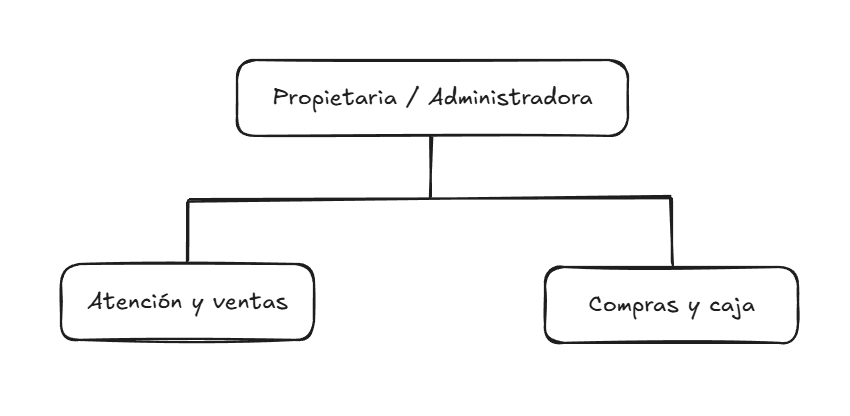 Propietaria / Administradora
Atención y ventas
Compras y caja